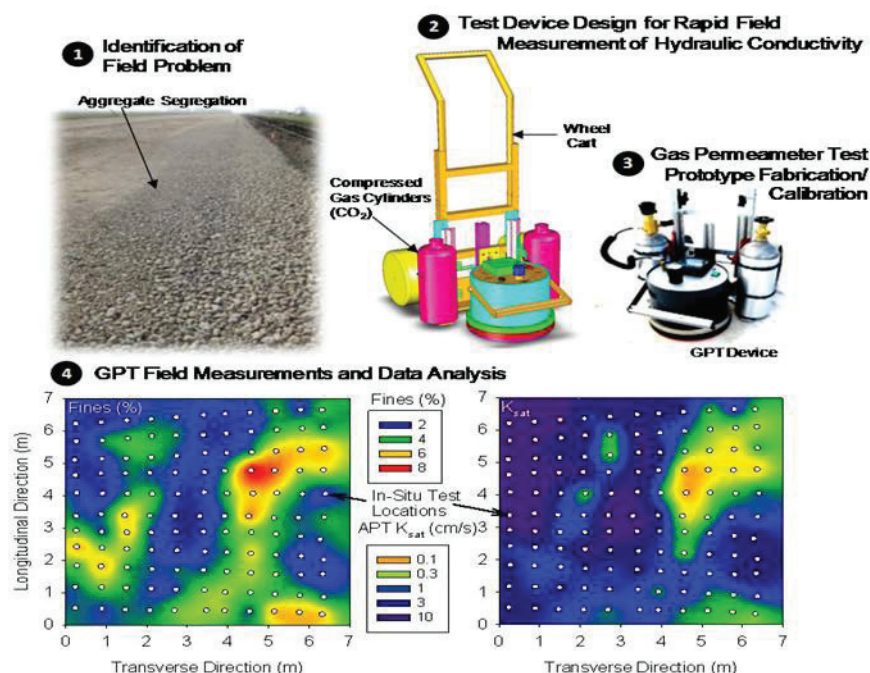 1 Identification of
Field Problem
Aggregate Segregation
2 Test Device Design for Rapid Field
Measurement of Hydraulic Conductivity
Wheel
Cart
Compressed
Gas Cylinders
(CO2)
3 Gas Permeameter Test
Prototype Fabrication/
Calibration
GPT Device
4 GPT Field Measurements and Data Analysis
Fines (%)
7
6
5
4
3
2
1
0
0 1 2 3 4 5 6 7
Longitudinal Direction (m)
Transverse Direction (m)
Fines (%)
2
4
6
8
In-Situ Test
Locations
APT Ksat (cm/s)
0.1
0.3
1
3
10
Ksat
7
6
5
4
3
2
1
0
0 1 2 3 4 5 6 7
Transverse Direction (m)